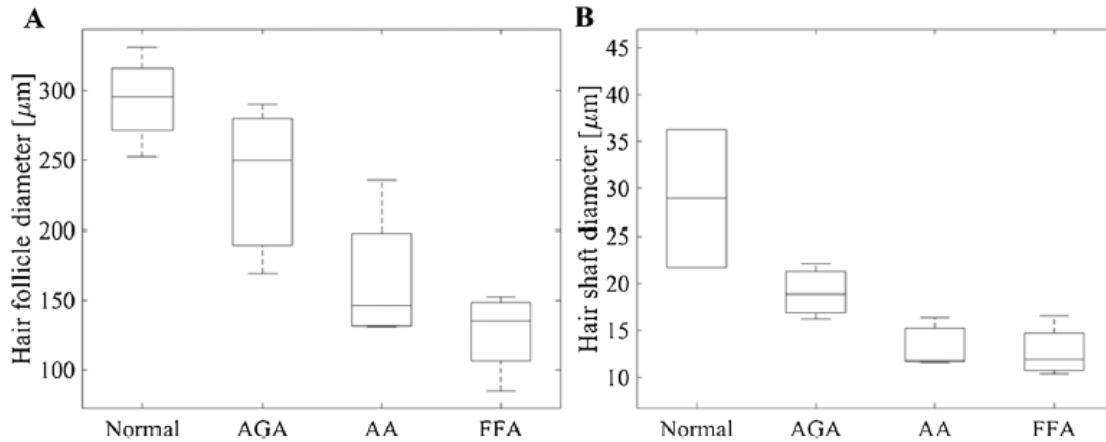 A
Hair follicle diameter [μm]
300
250
200
150
100
Normal AGA AA FFA
B
Hair shaft diameter [μm]
45
40
35
30
25
20
15
10
Normal AGA AA FFA